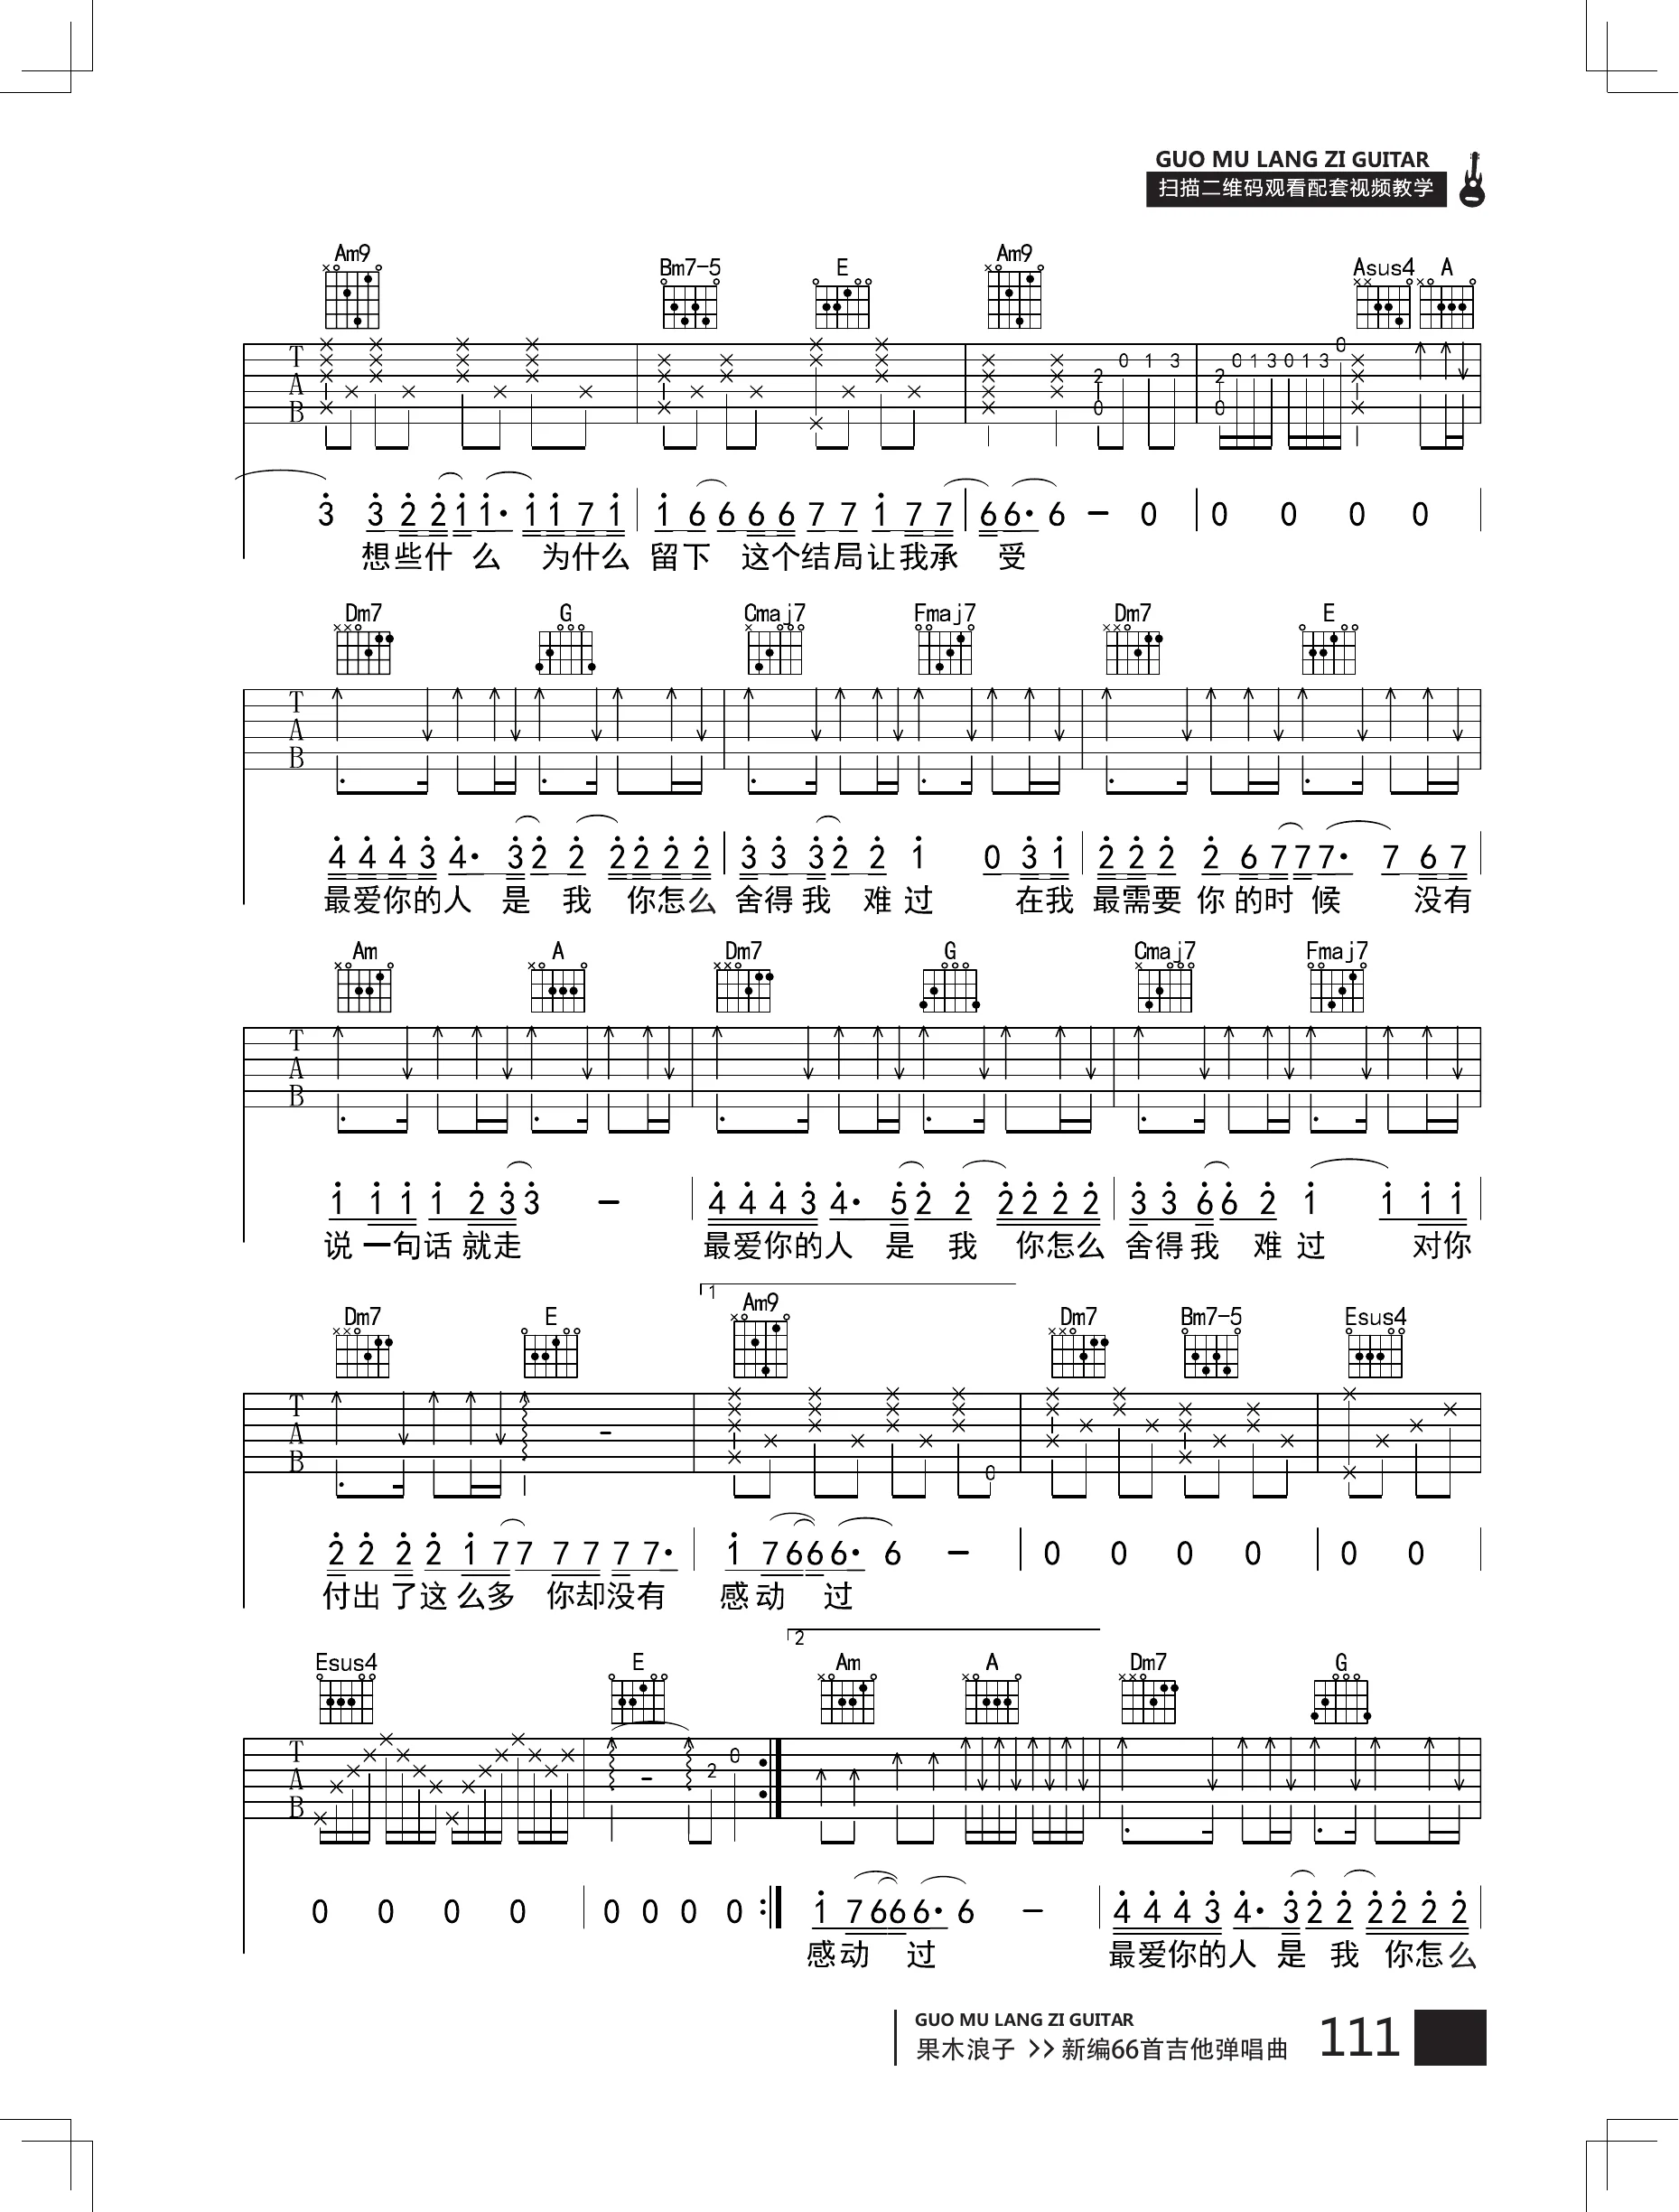 GUO MU LANG ZI GUITAR
扫描二维码观看配套视频教学
Am9 Bm7-5 E Am9 Asus4 A
T A B 2 0 0 1 3 2 0 0 1 3 0 1 3 0
3 3 2 2 1 1· 1 1 7 1 | 1 6 6 6 6 7 7 1 7 7 | 6 6· 6 - 0 | 0 0 0 0 |
想些什 么 为什么 留下 这个结局让我承 受
Dm7 G Cmaj7 Fmaj7 Dm7 E
T A B
4 4 4 3 4· 3 2 2 2 2 2 2 | 3 3 3 2 2 1 0 3 1 | 2 2 2 2 6 7 7 7· 7 6 7 |
最爱你的人 是 我 你怎么 舍得我 难过 在我 最需要 你的时 候 没有
Am A Dm7 G Cmaj7 Fmaj7
T A B
1 1 1 1 2 3 3 - | 4 4 4 3 4· 5 2 2 2 2 2 2 | 3 3 6 6 2 1 1 1 1 |
说一句话就走 最爱你的人 是 我 你怎么 舍得我 难过 对你
1
Dm7 E Am9 Dm7 Bm7-5 Esus4
T A B - 0
2 2 2 2 1 7 7 7 7 7 7· | 1 7 6 6 6· 6 - | 0 0 0 0 | 0 0 |
付出了这么多 你却没有 感动 过
2
Esus4 E Am A Dm7 G
T A B - 2 0
0 0 0 0 | 0 0 0 0 :| 1 7 6 6 6· 6 - | 4 4 4 3 4· 3 2 2 2 2 2 2 |
感动 过 最爱你的人 是 我 你怎么
GUO MU LANG ZI GUITAR
果木浪子 >> 新编66首吉他弹唱曲 111